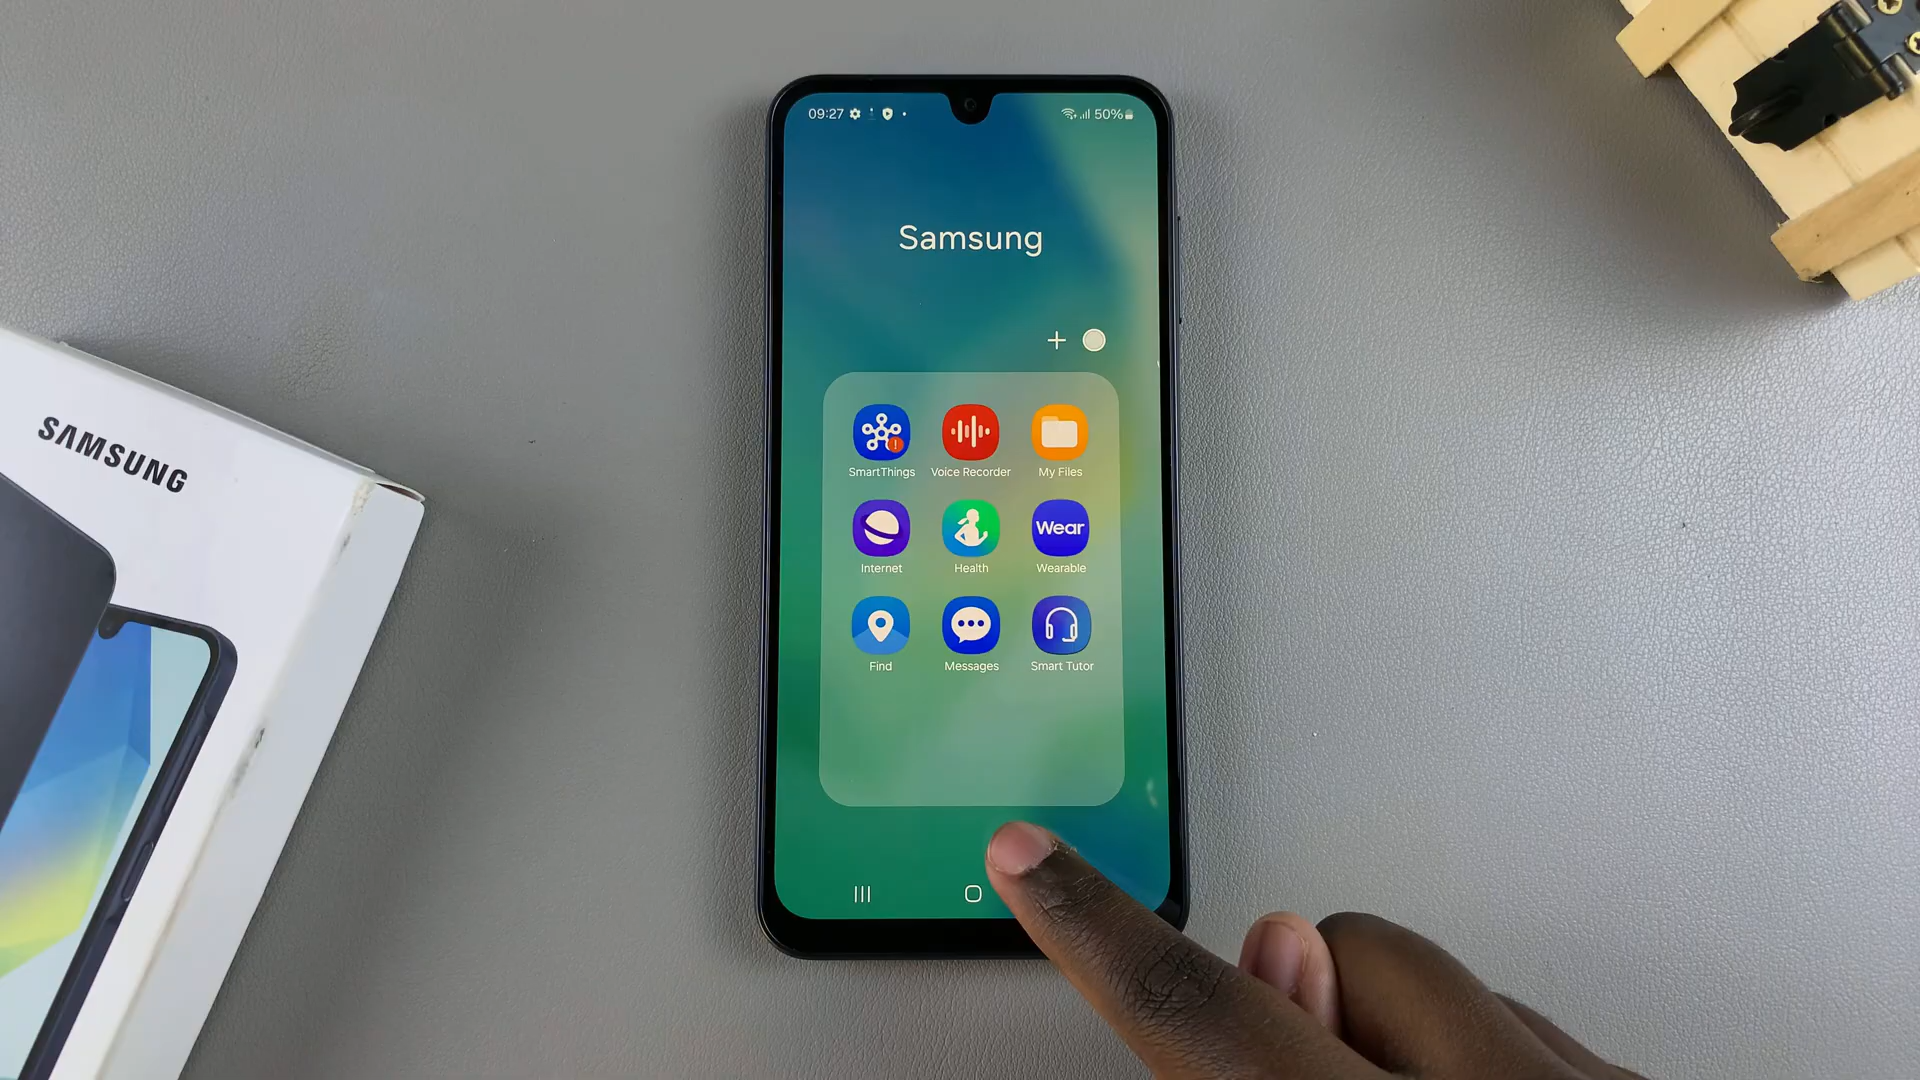 09:27
50%
Samsung
+
SmartThings
Voice Recorder
My Files
Internet
Health
Wear
Wearable
Find
Messages
Smart Tutor
SAMSUNG